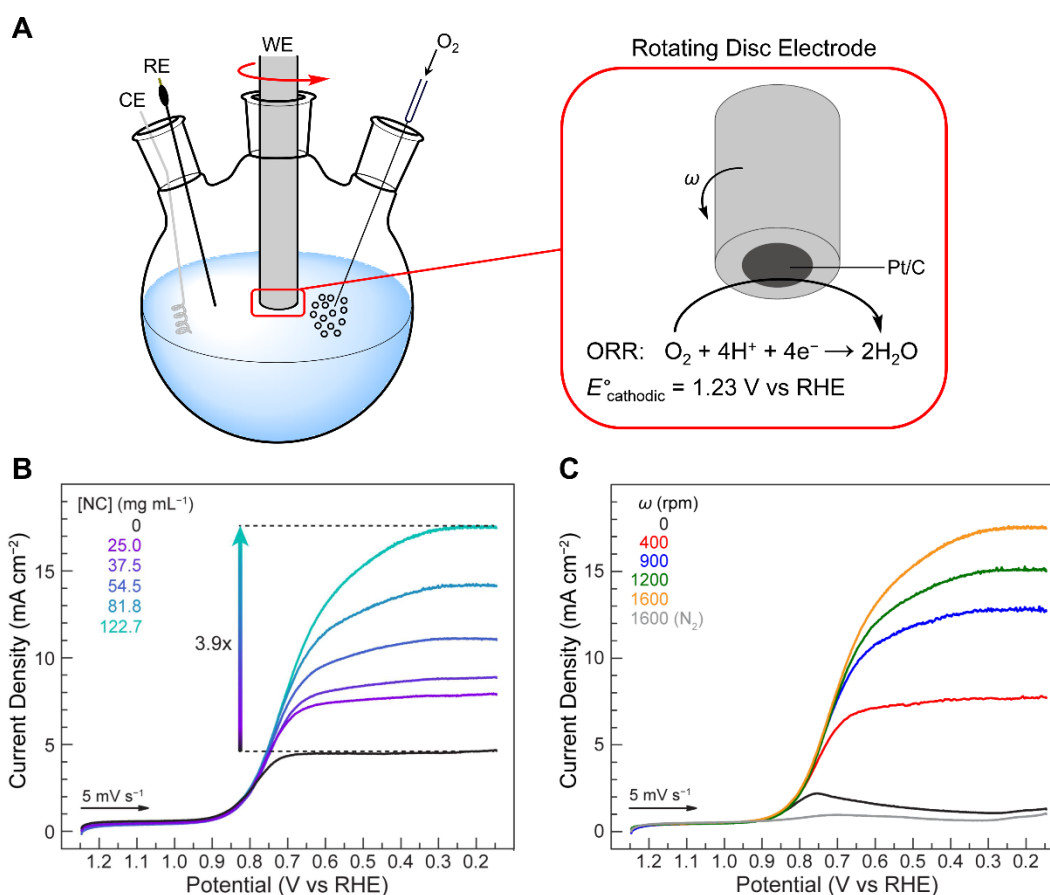 A
WE
O₂
RE
CE
Rotating Disc Electrode
ω
Pt/C
ORR: O₂ + 4H⁺ + 4e⁻ → 2H₂O
E°cathodic = 1.23 V vs RHE
B
[NC] (mg mL⁻¹)
0
25.0
37.5
54.5
81.8
122.7
3.9x
5 mV s⁻¹
Current Density (mA cm⁻²)
15
10
5
0
1.2 1.1 1.0 0.9 0.8 0.7 0.6 0.5 0.4 0.3 0.2
Potential (V vs RHE)
C
ω (rpm)
0
400
900
1200
1600
1600 (N₂)
5 mV s⁻¹
Current Density (mA cm⁻²)
15
10
5
0
1.2 1.1 1.0 0.9 0.8 0.7 0.6 0.5 0.4 0.3 0.2
Potential (V vs RHE)